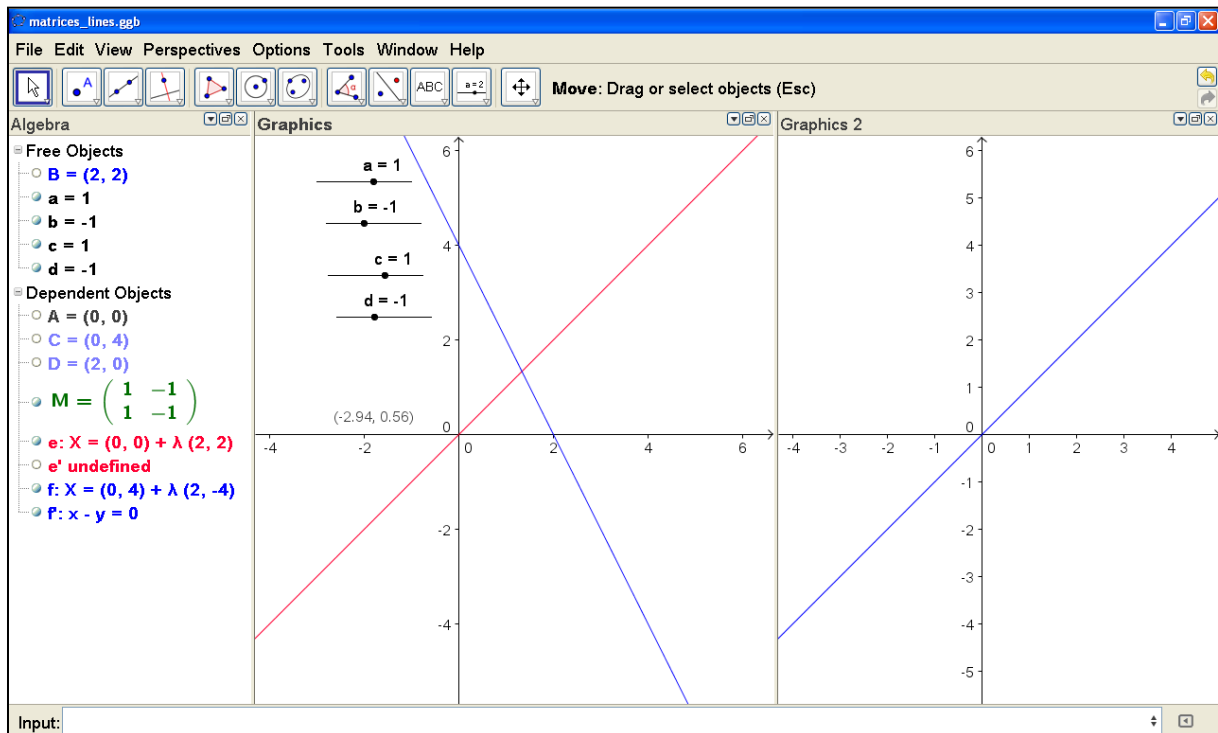 matrices_lines.ggb
File Edit View Perspectives Options Tools Window Help
A
α
ABC
a=2
Move: Drag or select objects (Esc)
Algebra
Graphics
Graphics 2
Free Objects
B = (2, 2)
a = 1
b = -1
c = 1
d = -1
Dependent Objects
A = (0, 0)
C = (0, 4)
D = (2, 0)
M = ( 1 −1
1 −1 )
e: X = (0, 0) + λ (2, 2)
e' undefined
f: X = (0, 4) + λ (2, -4)
f': x - y = 0
a = 1
b = -1
c = 1
d = -1
(-2.94, 0.56)
6
4
2
0
-2
-4
-4 -2 0 2 4 6
6
5
4
3
2
1
0
-1
-2
-3
-4
-5
-4 -3 -2 -1 0 1 2 3 4
Input: